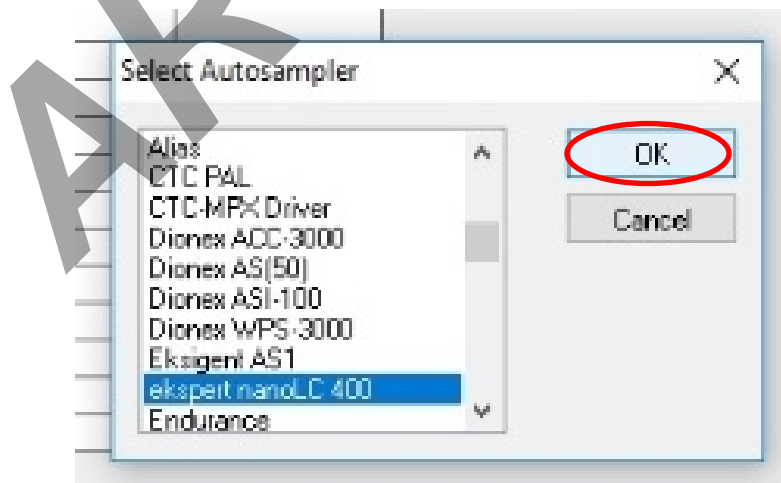 Select Autosampler
Alias
CTC PAL
CTC-MPX Driver
Dionex ACC-3000
Dionex AS(50)
Dionex ASI-100
Dionex WPS-3000
Eksigent AS1
ekspert nanoLC 400
Endurance
OK
Cancel